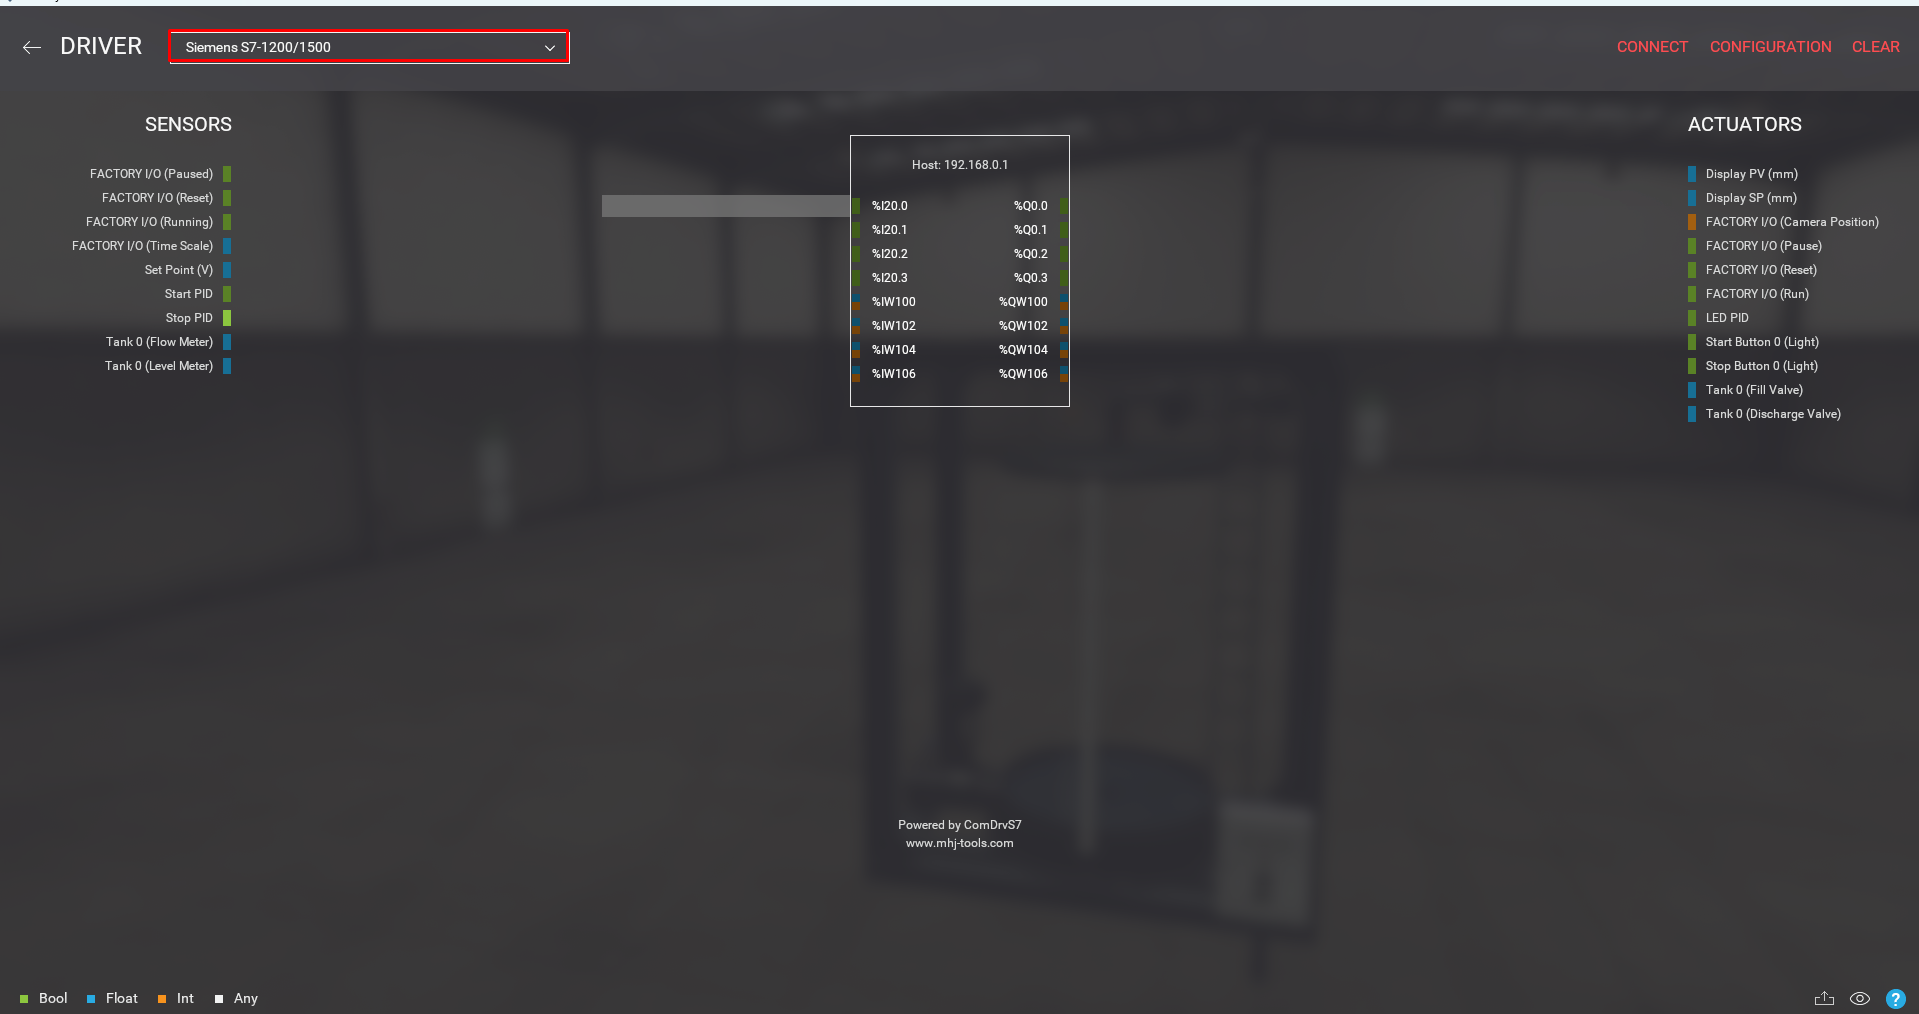 DRIVER
Siemens S7-1200/1500
CONNECT
CONFIGURATION
CLEAR
SENSORS
FACTORY I/O (Paused)
FACTORY I/O (Reset)
FACTORY I/O (Running)
FACTORY I/O (Time Scale)
Set Point (V)
Start PID
Stop PID
Tank 0 (Flow Meter)
Tank 0 (Level Meter)
Host: 192.168.0.1
%I20.0 %Q0.0
%I20.1 %Q0.1
%I20.2 %Q0.2
%I20.3 %Q0.3
%IW100 %QW100
%IW102 %QW102
%IW104 %QW104
%IW106 %QW106
ACTUATORS
Display PV (mm)
Display SP (mm)
FACTORY I/O (Camera Position)
FACTORY I/O (Pause)
FACTORY I/O (Reset)
FACTORY I/O (Run)
LED PID
Start Button 0 (Light)
Stop Button 0 (Light)
Tank 0 (Fill Valve)
Tank 0 (Discharge Valve)
Powered by ComDrvS7
www.mhj-tools.com
Bool
Float
Int
Any
?